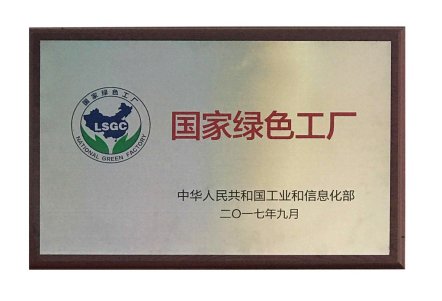 国家绿色工厂
LSGC
NATIONAL GREEN FACTORY
国家绿色工厂
中华人民共和国工业和信息化部
二〇一七年九月